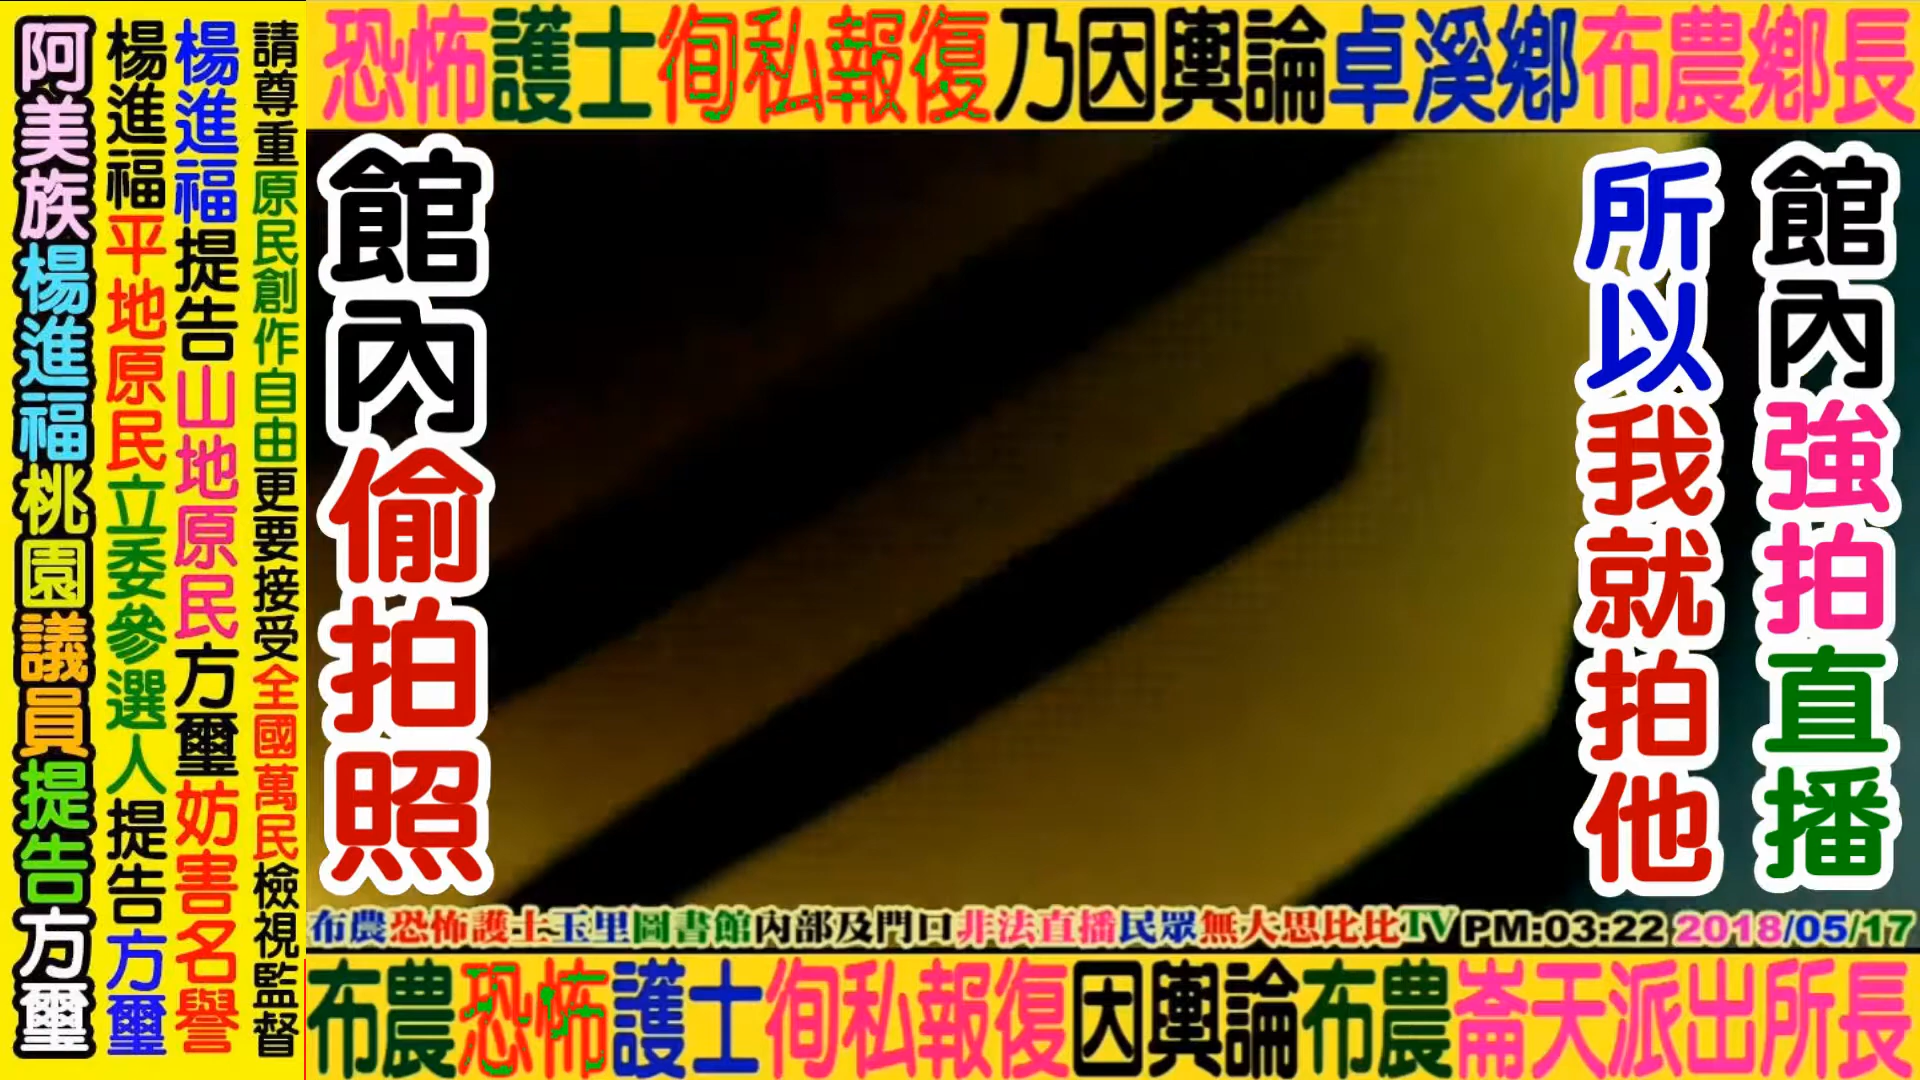 恐怖護士徇私報復乃因輿論卓溪鄉布農鄉長
請尊重原民創作自由更要接受全國萬民檢視監督
楊進福提告山地原民方壐妨害名譽
楊進福平地原民立委參選人提告方壐
阿美族楊進福桃園議員提告方壐
館內強拍直播
所以我就拍他
館內偷拍照
布農恐怖護士玉里圖書館內部及門口非法直播民眾無大思比比TV PM:03:22 2018/05/17
布農恐怖護士徇私報復因輿論布農崙天派出所長